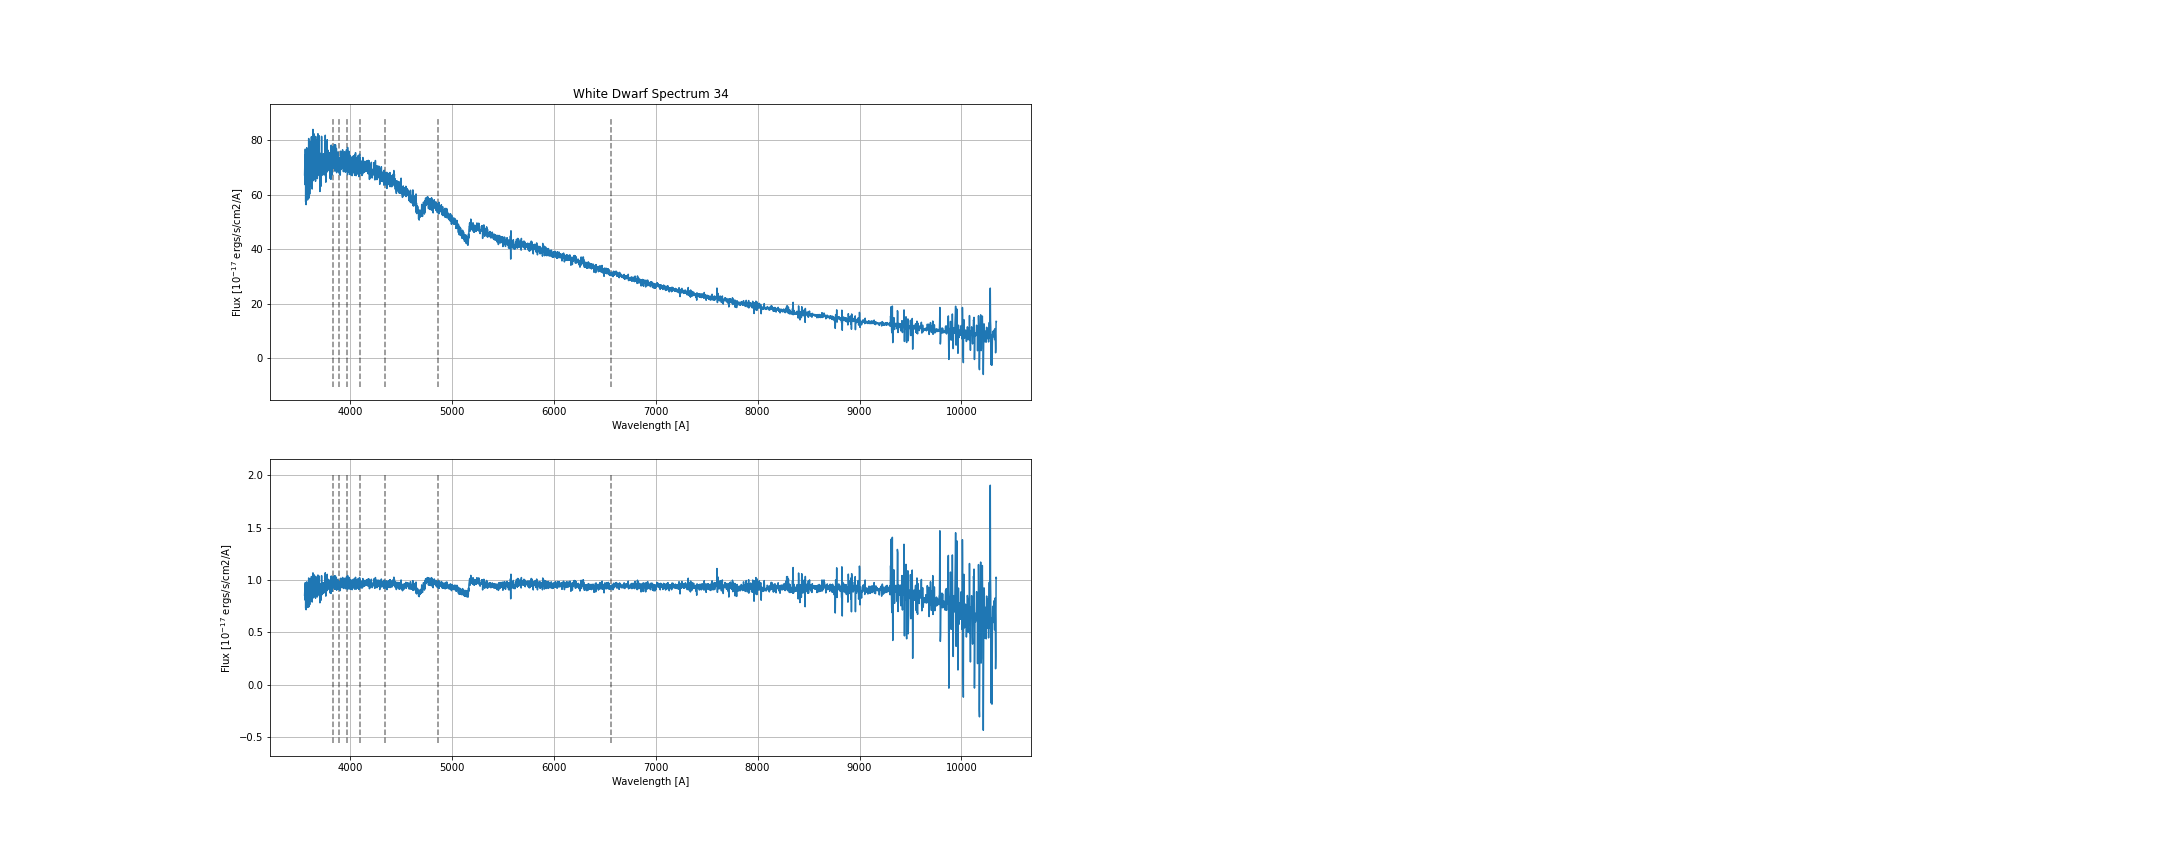 White Dwarf Spectrum 34
80
60
40
20
0
Flux [10⁻¹⁷ ergs/s/cm2/A]
4000 5000 6000 7000 8000 9000 10000
Wavelength [A]
2.0
1.5
1.0
0.5
0.0
−0.5
Flux [10⁻¹⁷ ergs/s/cm2/A]
4000 5000 6000 7000 8000 9000 10000
Wavelength [A]